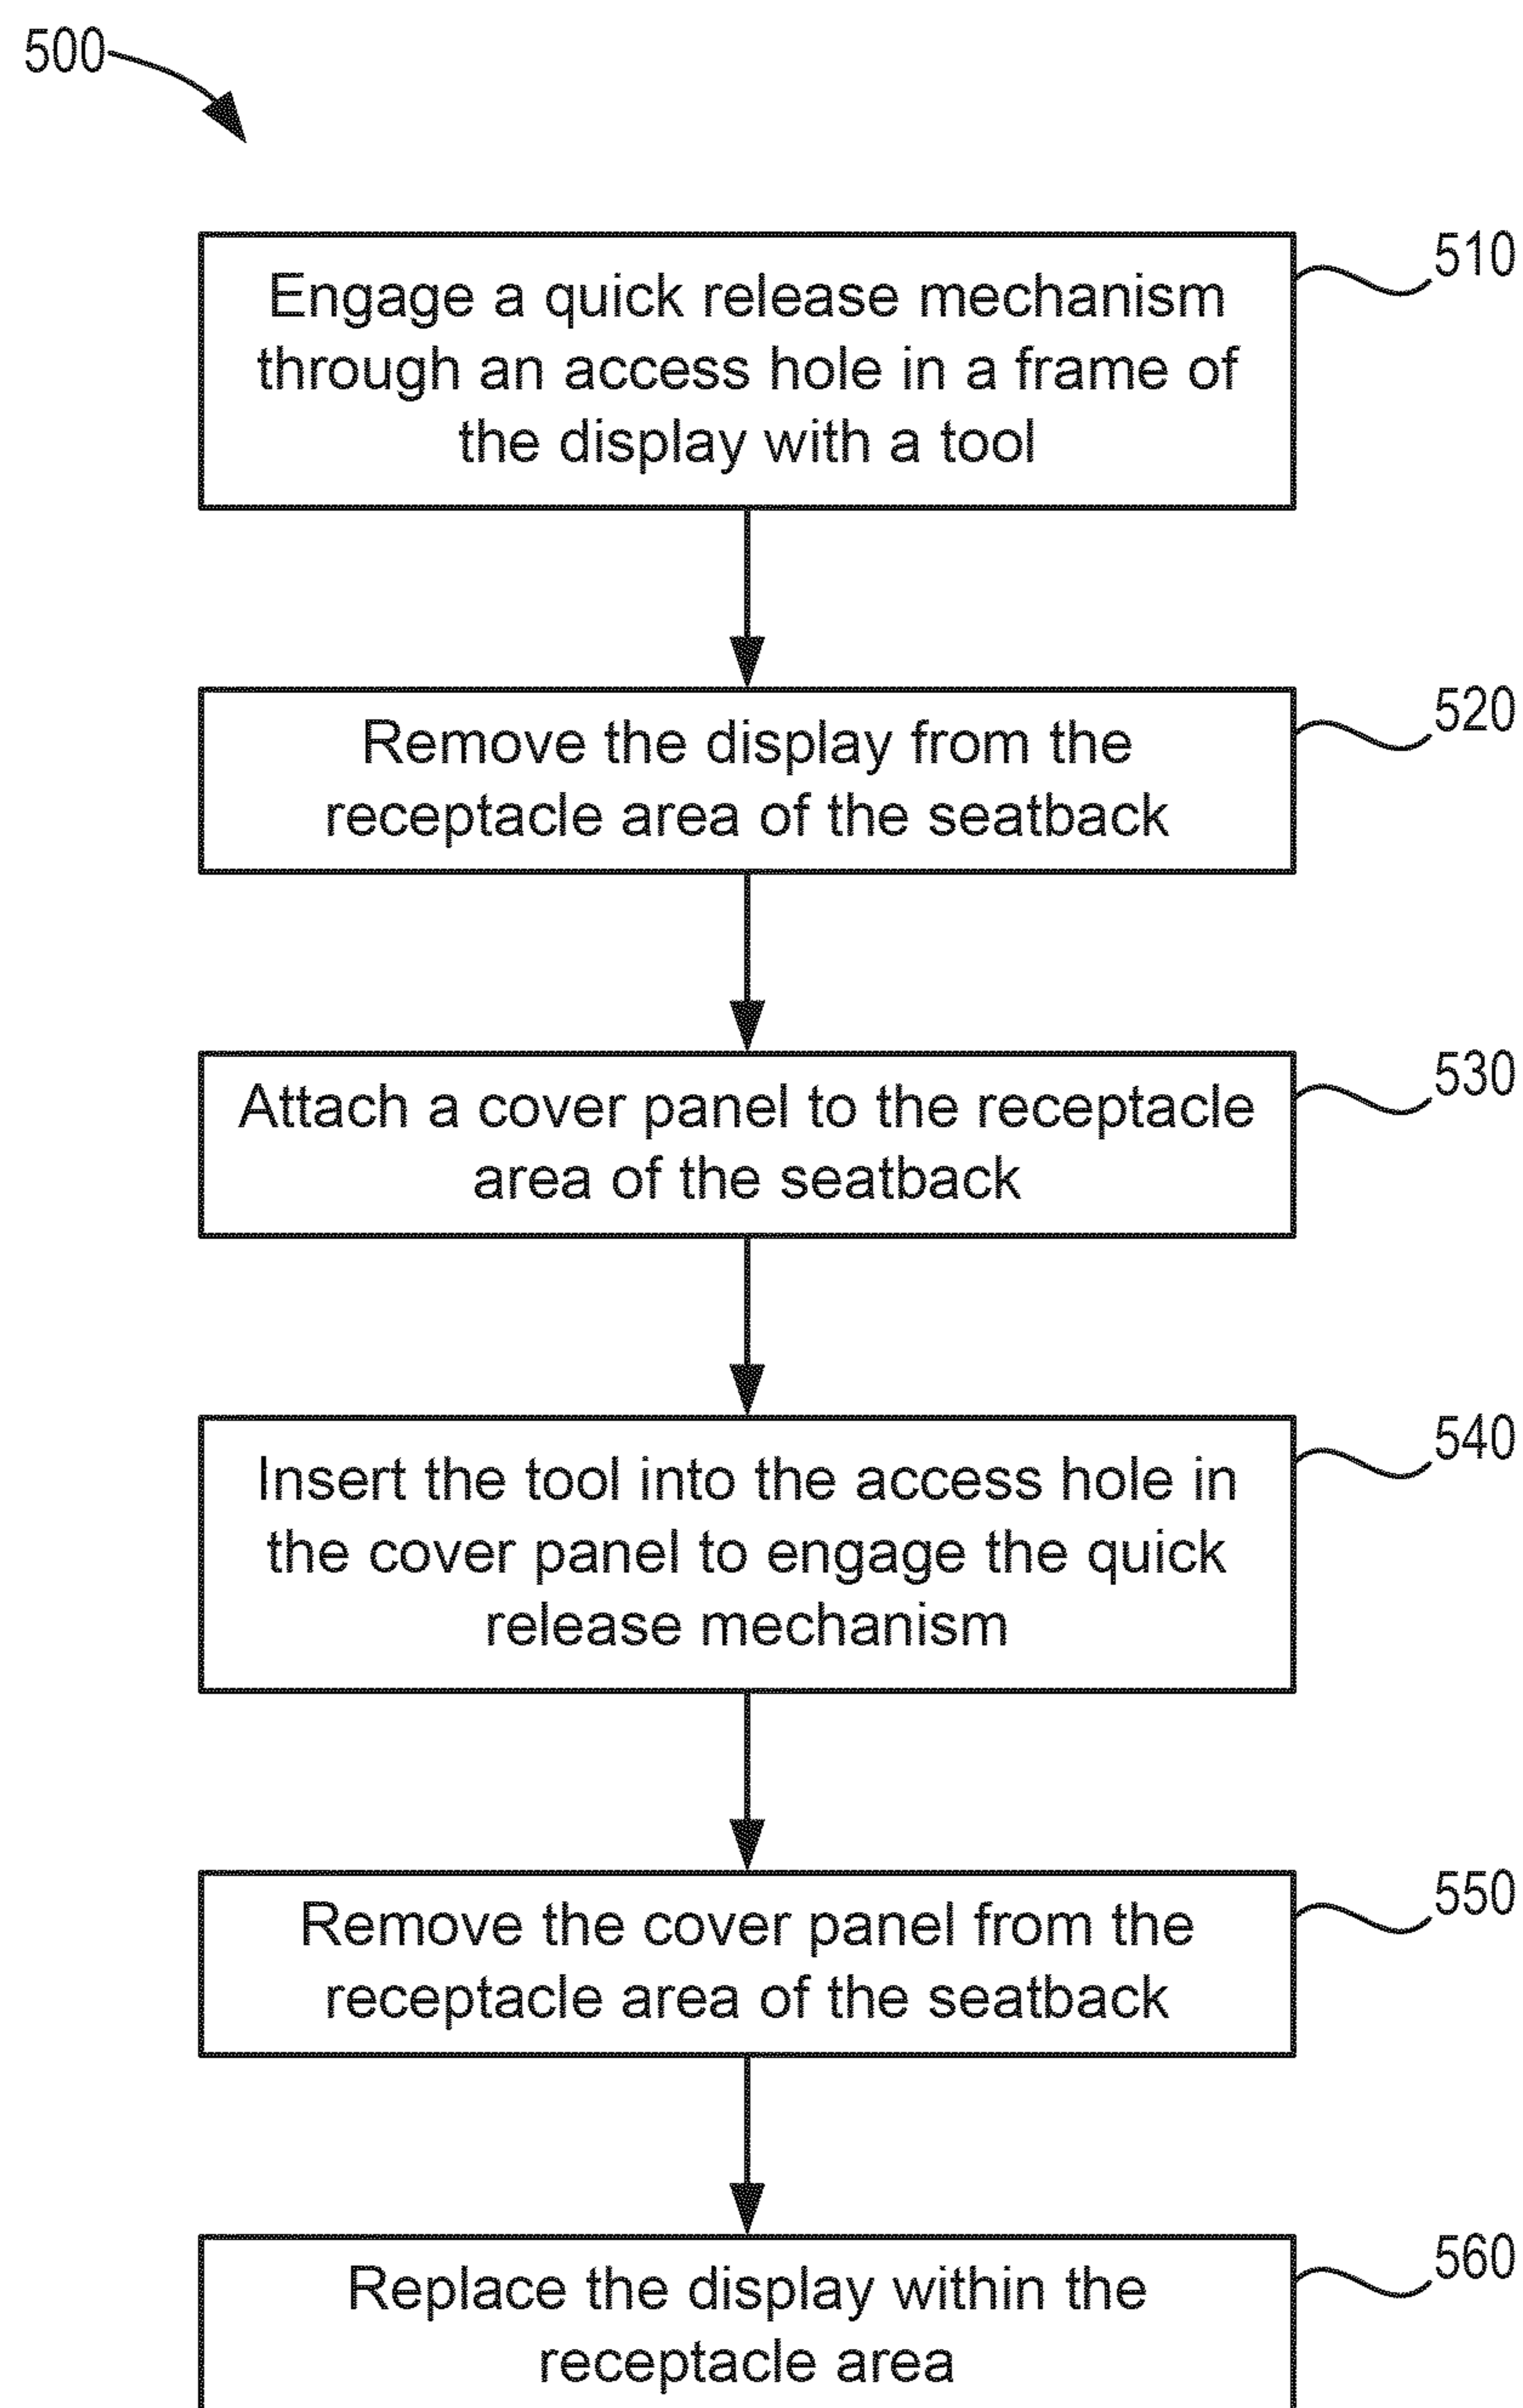 500
510
Engage a quick release mechanism
through an access hole in a frame of
the display with a tool
520
Remove the display from the
receptacle area of the seatback
530
Attach a cover panel to the receptacle
area of the seatback
540
Insert the tool into the access hole in
the cover panel to engage the quick
release mechanism
550
Remove the cover panel from the
receptacle area of the seatback
560
Replace the display within the
receptacle area